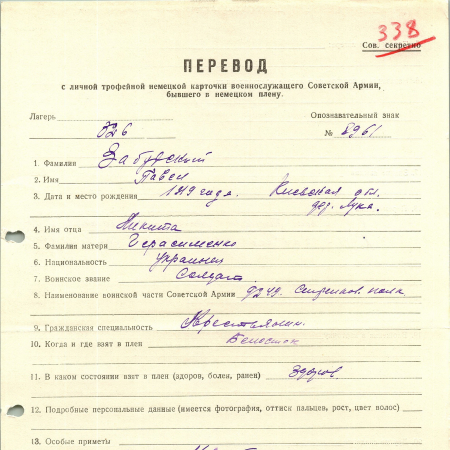 338
Сов. секретно
ПЕРЕВОД
с личной трофейной немецкой карточки военнослужащего Советской Армии,
бывшего в немецком плену.
Лагерь Опознавательный знак
326 № 8961
1. Фамилия Забродский
2. Имя Павел
3. Дата и место рождения 1919 года. Киевская обл.
дер. Лука.
4. Имя отца Никита
5. Фамилия матери Герасименко
6. Национальность украинец
7. Воинское звание Солдат
8. Наименование воинской части Советской Армии полк
9. Гражданская специальность Крестьянин.
10. Когда и где взят в плен Белосток
11. В каком состоянии взят в плен (здоров, болен, ранен) Здоров
12. Подробные персональные данные (имеется фотография, оттиск пальцев, рост, цвет волос)
13. Особые приметы